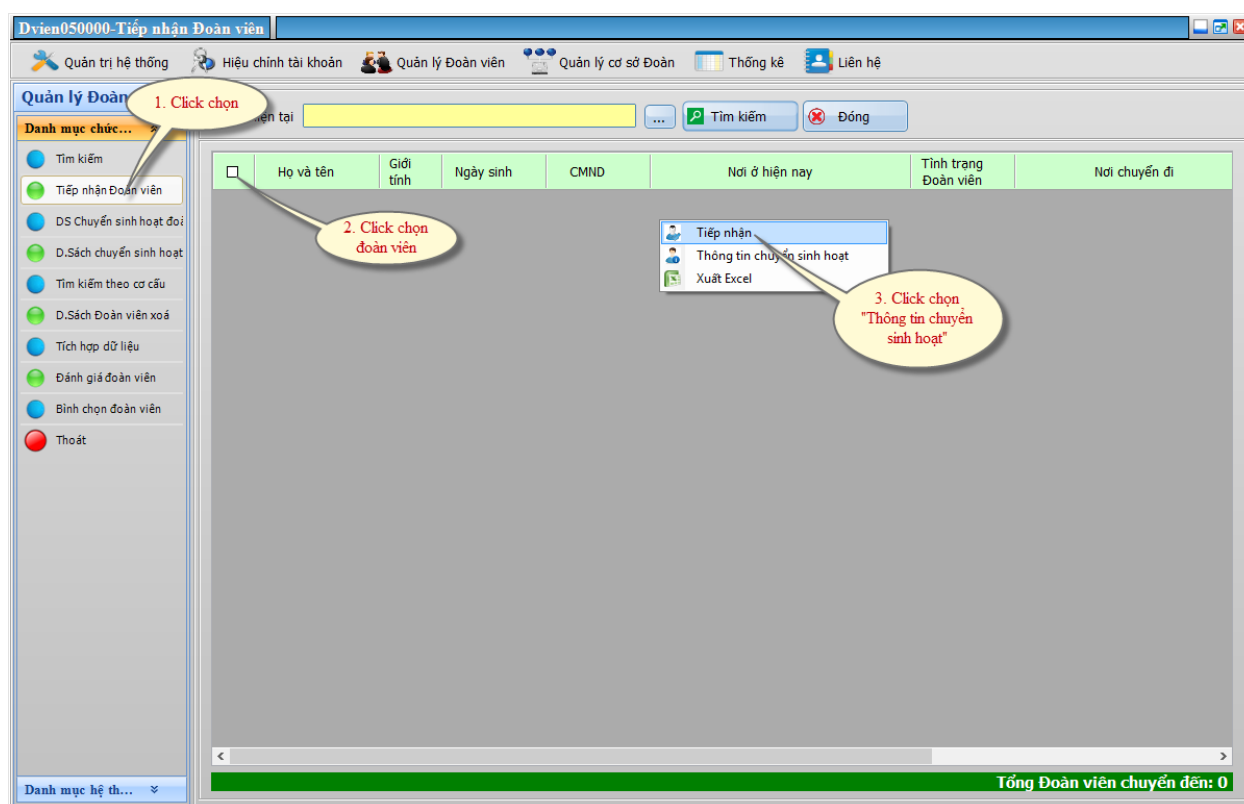 Dvien050000-Tiếp nhận Đoàn viên
Quản trị hệ thống Hiệu chỉnh tài khoản Quản lý Đoàn viên Quản lý cơ sở Đoàn Thống kê Liên hệ
Quản lý Đoàn
1. Click chọn
ện tại ... Tìm kiếm Đóng
Danh mục chức...
Tìm kiếm
Tiếp nhận Đoàn viên
DS Chuyển sinh hoạt đoà
D.Sách chuyển sinh hoạt
Tìm kiếm theo cơ cấu
D.Sách Đoàn viên xoá
Tích hợp dữ liệu
Đánh giá đoàn viên
Bình chọn đoàn viên
Thoát
Danh mục hệ th...
Họ và tên Giới tính Ngày sinh CMND Nơi ở hiện nay Tình trạng Đoàn viên Nơi chuyển đi
2. Click chọn
đoàn viên
Tiếp nhận
Thông tin chuyển sinh hoạt
Xuất Excel
3. Click chọn
"Thông tin chuyển
sinh hoạt"
Tổng Đoàn viên chuyển đến: 0